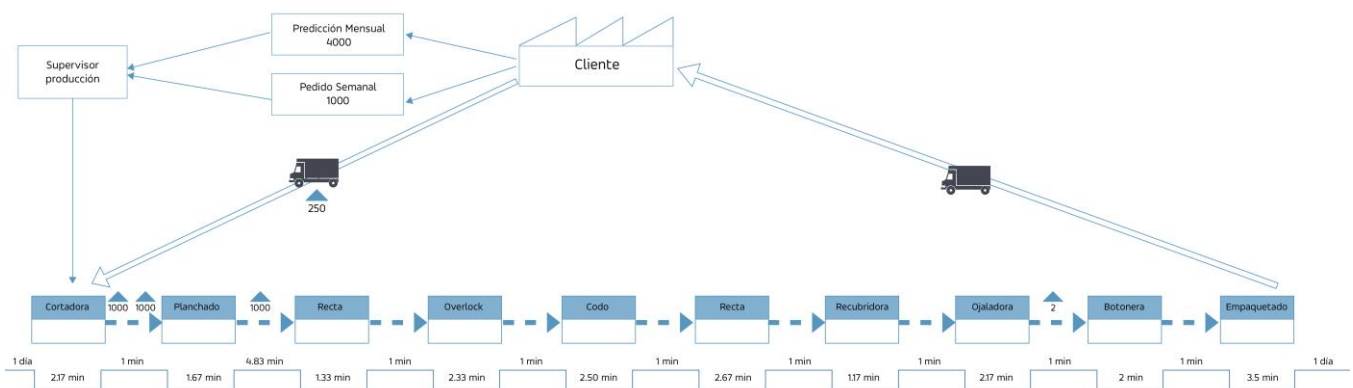 Predicción Mensual
4000
Supervisor
producción
Cliente
Pedido Semanal
1000
250
Cortadora
1000
1000
Planchado
1000
Recta
Overlock
Codo
Recta
Recubridora
Ojaladora
2
Botonera
Empaquetado
1 día
1 min
4.83 min
1 min
1 min
1 min
1 min
1 min
1 min
1 min
1 día
2.17 min
1.67 min
1.33 min
2.33 min
2.50 min
2.67 min
1.17 min
2.17 min
2 min
3.5 min